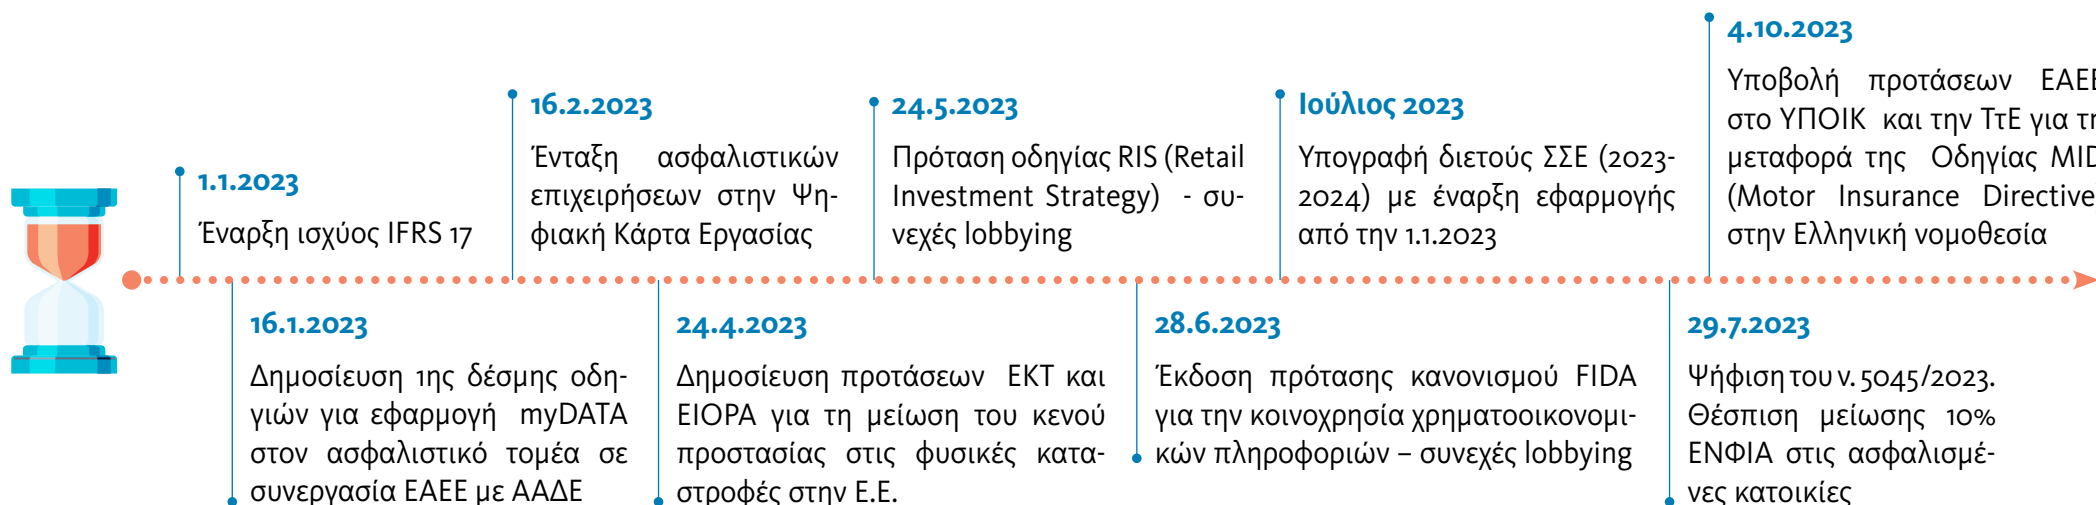 1.1.2023
Έναρξη ισχύος IFRS 17
16.1.2023
Δημοσίευση 1ης δέσμης οδη-
γιών για εφαρμογή myDATA
στον ασφαλιστικό τομέα σε
συνεργασία ΕΑΕΕ με ΑΑΔΕ
16.2.2023
Ένταξη ασφαλιστικών
επιχειρήσεων στην Ψη-
φιακή Κάρτα Εργασίας
24.4.2023
Δημοσίευση προτάσεων ΕΚΤ και
EIOPA για τη μείωση του κενού
προστασίας στις φυσικές κατα-
στροφές στην Ε.Ε.
24.5.2023
Πρόταση οδηγίας RIS (Retail
Investment Strategy) - συ-
νεχές lobbying
28.6.2023
Έκδοση πρότασης κανονισμού FIDA
για την κοινοχρησία χρηματοοικονομι-
κών πληροφοριών – συνεχές lobbying
Ιούλιος 2023
Υπογραφή διετούς ΣΣΕ (2023-
2024) με έναρξη εφαρμογής
από την 1.1.2023
29.7.2023
Ψήφιση του ν. 5045/2023.
Θέσπιση μείωσης 10%
ΕΝΦΙΑ στις ασφαλισμέ-
νες κατοικίες
4.10.2023
Υποβολή προτάσεων ΕΑΕΕ
στο ΥΠΟΙΚ και την ΤτΕ για τη
μεταφορά της Οδηγίας MID
(Motor Insurance Directive
στην Ελληνική νομοθεσία